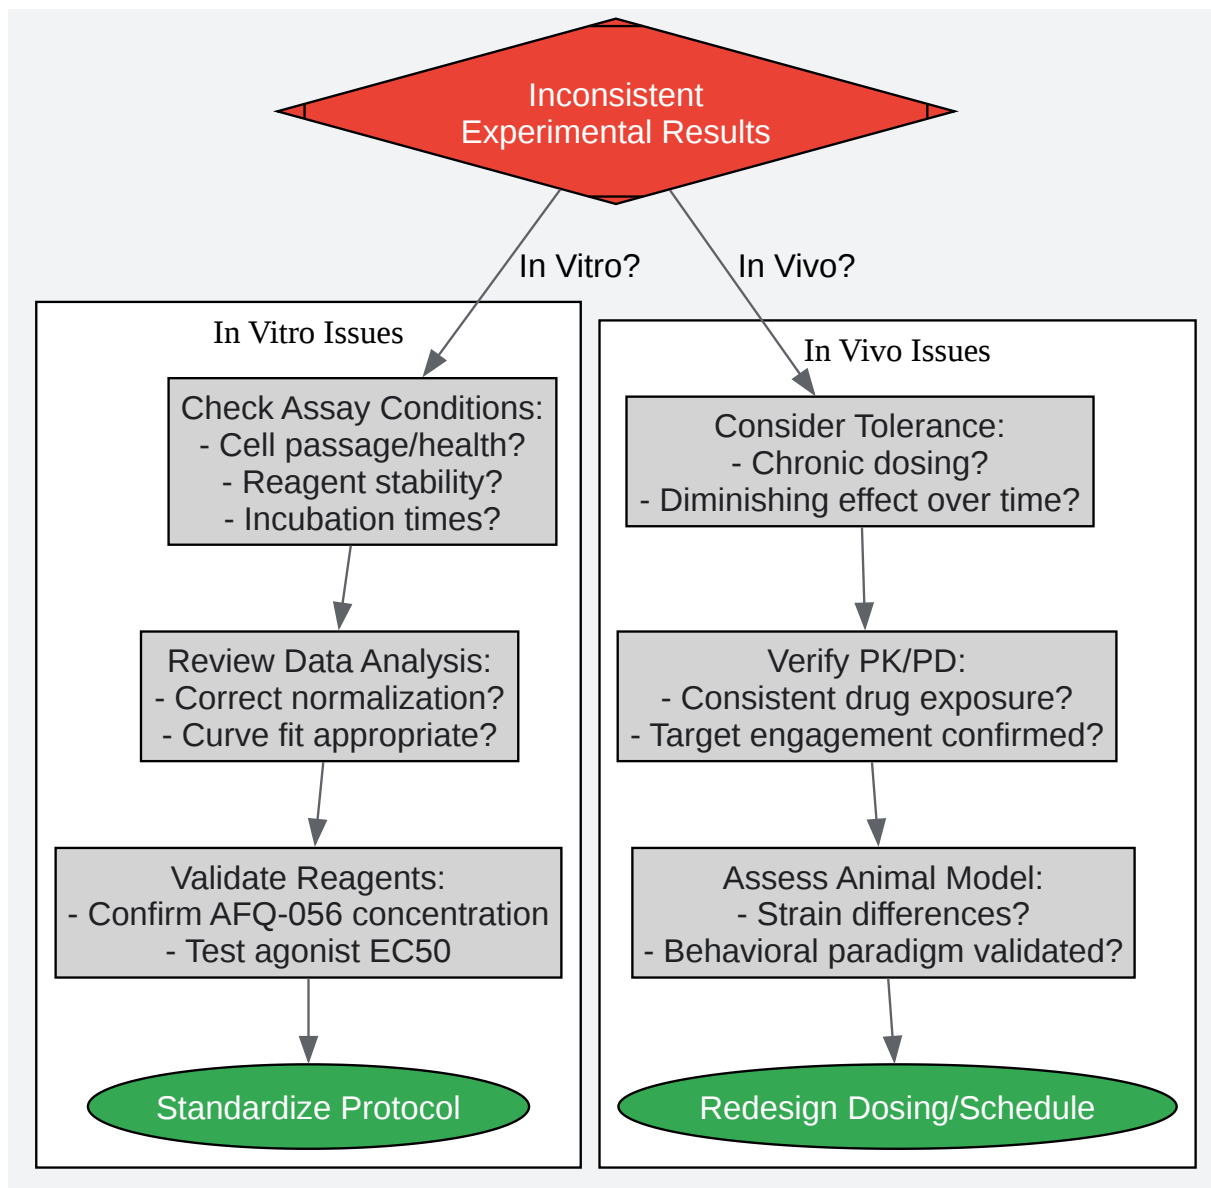 Inconsistent
Experimental Results
In Vitro?
In Vivo?
In Vitro Issues
Check Assay Conditions:
- Cell passage/health?
- Reagent stability?
- Incubation times?
Review Data Analysis:
- Correct normalization?
- Curve fit appropriate?
Validate Reagents:
- Confirm AFQ-056 concentration
- Test agonist EC50
Standardize Protocol
In Vivo Issues
Consider Tolerance:
- Chronic dosing?
- Diminishing effect over time?
Verify PK/PD:
- Consistent drug exposure?
- Target engagement confirmed?
Assess Animal Model:
- Strain differences?
- Behavioral paradigm validated?
Redesign Dosing/Schedule